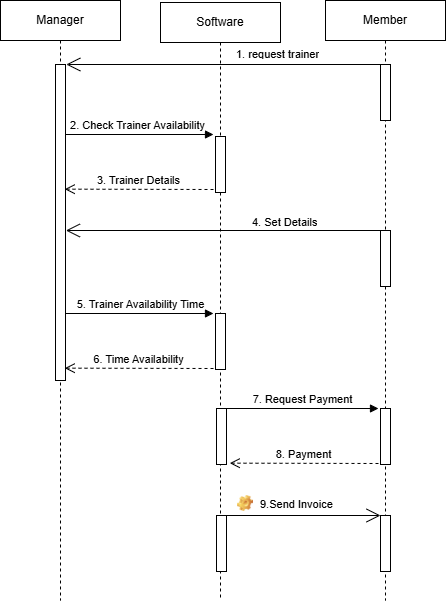 Manager
Software
Member
1. request trainer
2. Check Trainer Availability
3. Trainer Details
4. Set Details
5. Trainer Availability Time
6. Time Availability
7. Request Payment
8. Payment
9.Send Invoice